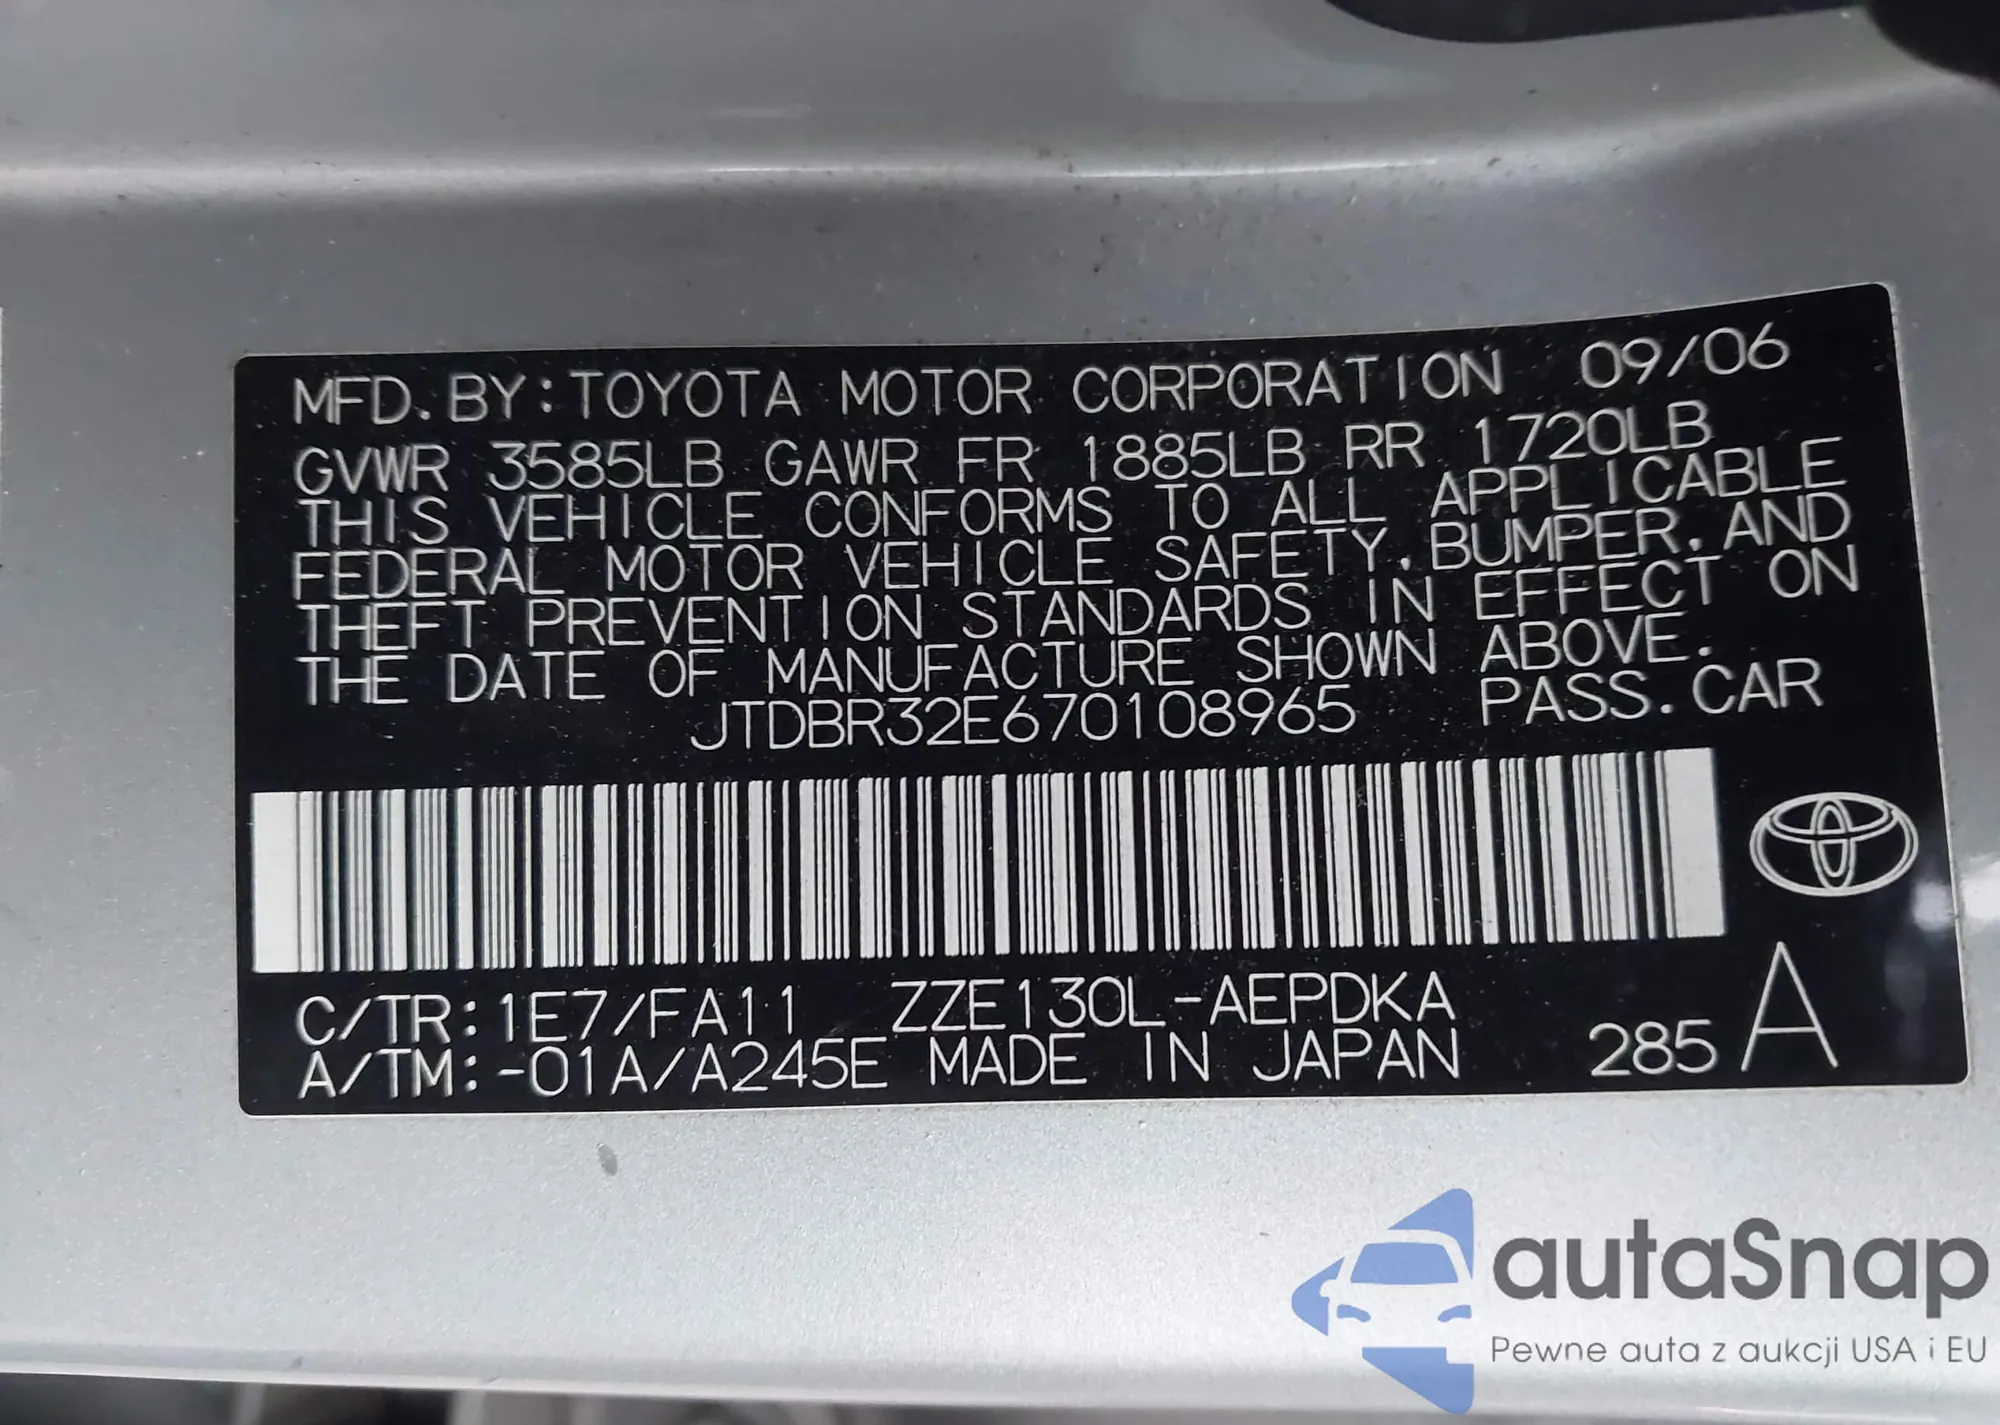 MFD. BY: TOYOTA MOTOR CORPORATION 09/06
GVWR 3585LB GAWR FR 1885LB RR 1720LB
THIS VEHICLE CONFORMS TO ALL APPLICABLE
FEDERAL MOTOR VEHICLE SAFETY, BUMPER, AND
THEFT PREVENTION STANDARDS IN EFFECT ON
THE DATE OF MANUFACTURE SHOWN ABOVE.
JTDBR32E670108965 PASS. CAR
C/TR: 1E7/FA11 ZZE130L-AEPDKA
A/TM: -01A/A245E MADE IN JAPAN 285 A
autaSnap
Pewne auta z aukcji USA i EU